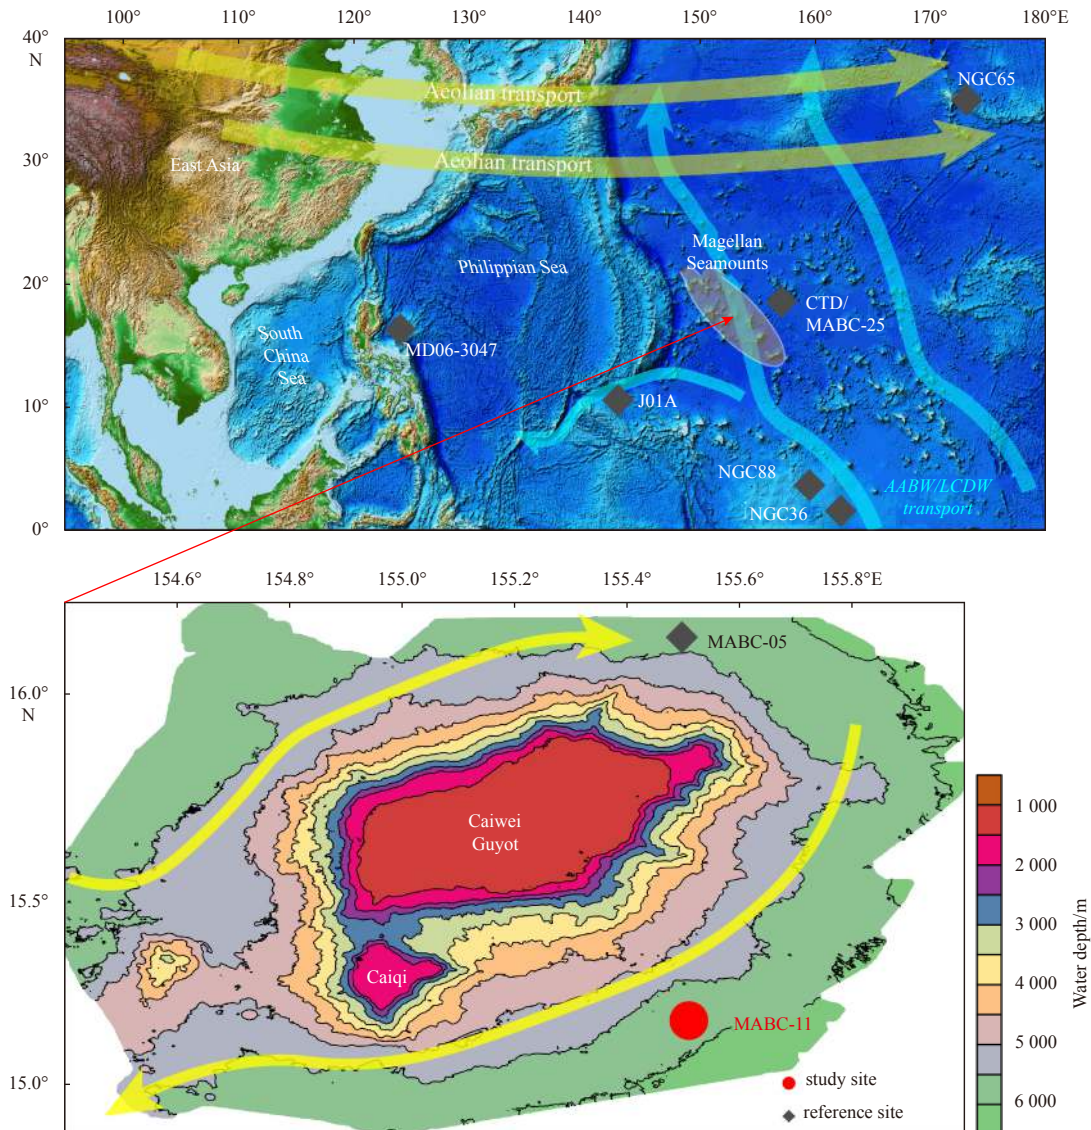 100° 110° 120° 130° 140° 150° 160° 170° 180°E
40°
N
30°
20°
10°
0°
Aeolian transport
Aeolian transport
NGC65
East Asia
Magellan
Seamounts
Philippian Sea
CTD/
MABC-25
South
China
Sea
MD06-3047
J01A
NGC88
NGC36
AABW/LCDW
transport
154.6° 154.8° 155.0° 155.2° 155.4° 155.6° 155.8°E
MABC-05
16.0°
N
15.5°
15.0°
Caiwei
Guyot
Caiqi
MABC-11
study site
reference site
1 000
2 000
3 000
4 000
5 000
6 000
Water depth/m